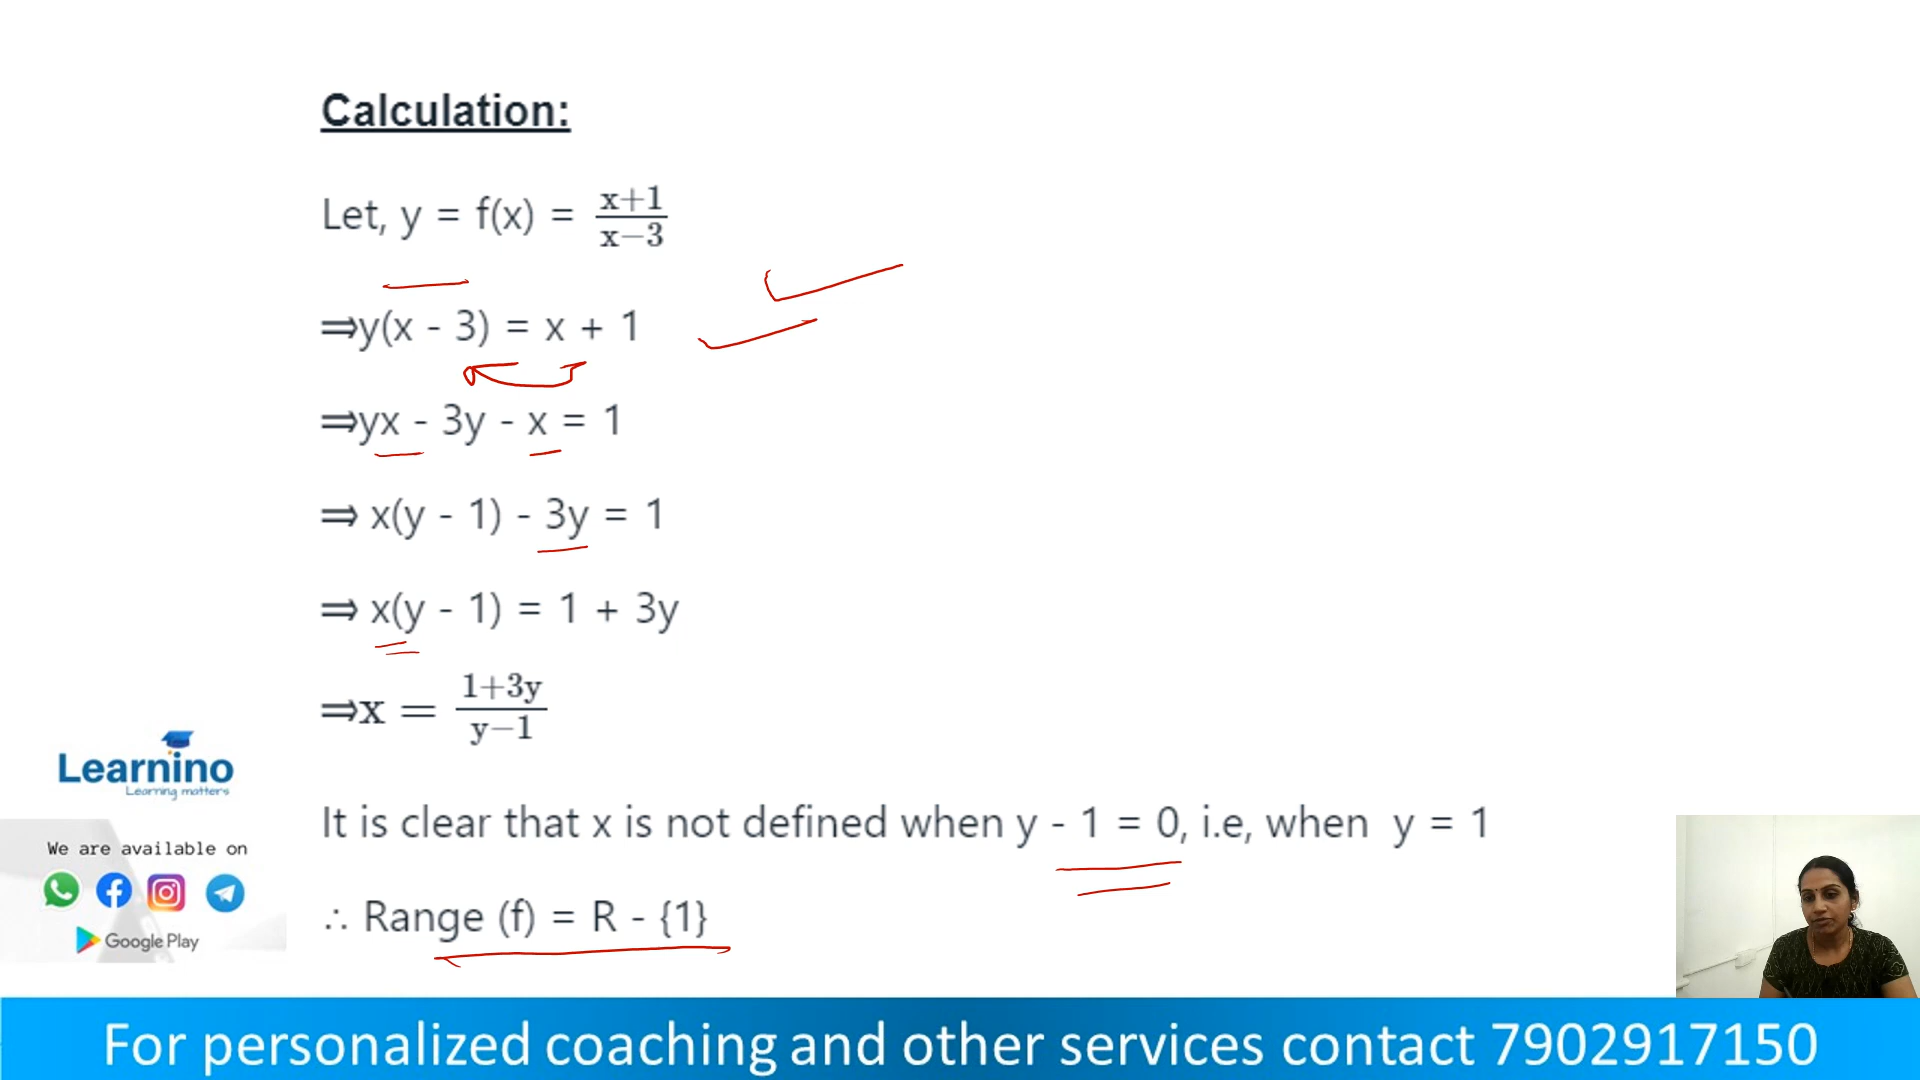 Calculation:
Let, y = f(x) = \frac{x+1}{x−3}
⇒y(x - 3) = x + 1
⇒yx - 3y - x = 1
⇒ x(y - 1) - 3y = 1
⇒ x(y - 1) = 1 + 3y
⇒x = \frac{1+3y}{y−1}
It is clear that x is not defined when y - 1 = 0, i.e, when y = 1
∴ Range (f) = R - {1}
Learnino
Learning matters
We are available on
Google Play
For personalized coaching and other services contact 7902917150